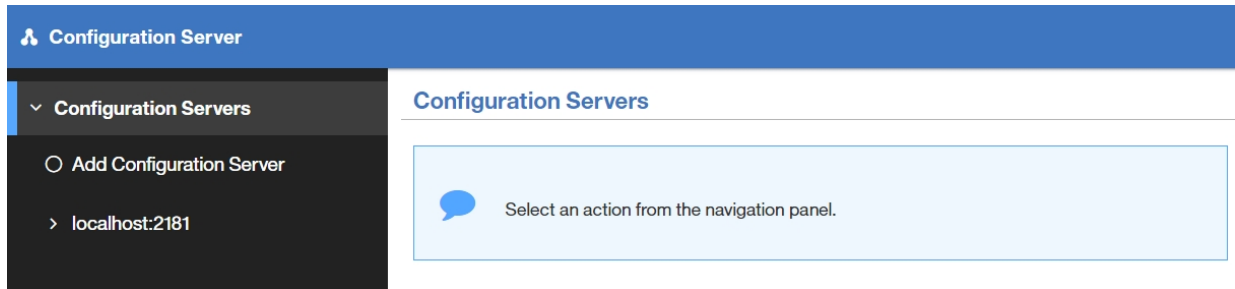 Configuration Server
Configuration Servers
Add Configuration Server
localhost:2181
Configuration Servers
Select an action from the navigation panel.